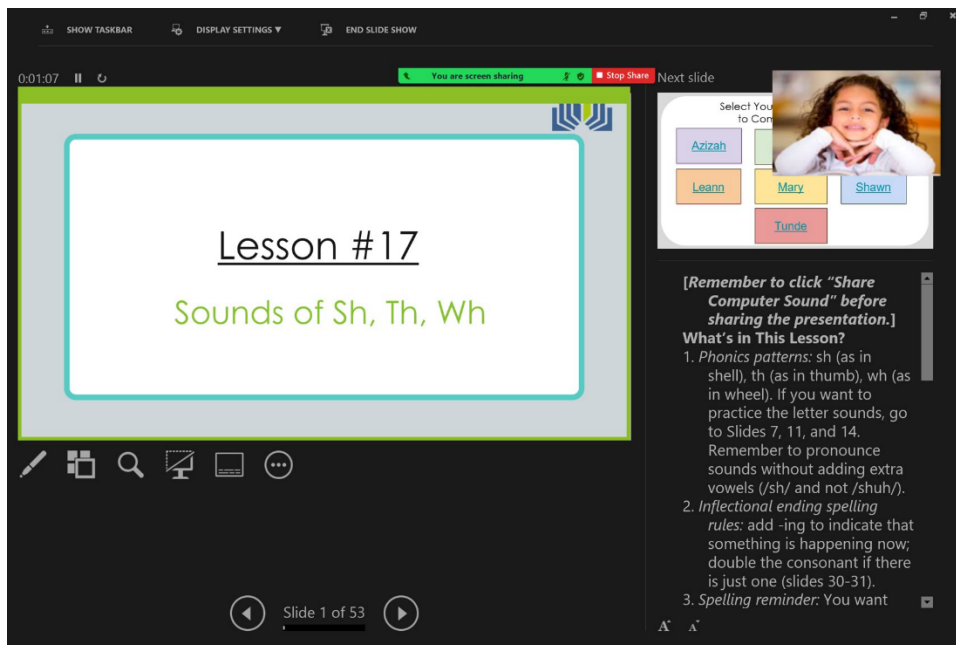 SHOW TASKBAR
DISPLAY SETTINGS ▼
END SLIDE SHOW
0:01:07
You are screen sharing
Stop Share
Lesson #17
Sounds of Sh, Th, Wh
Slide 1 of 53
Next slide
Select You
to Com
Azizah
Leann
Mary
Shawn
Tunde
[Remember to click “Share
Computer Sound” before
sharing the presentation.]
What’s in This Lesson?
1. Phonics patterns: sh (as in
shell), th (as in thumb), wh (as
in wheel). If you want to
practice the letter sounds, go
to Slides 7, 11, and 14.
Remember to pronounce
sounds without adding extra
vowels (/sh/ and not /shuh/).
2. Inflectional ending spelling
rules: add -ing to indicate that
something is happening now;
double the consonant if there
is just one (slides 30-31).
3. Spelling reminder: You want
A A